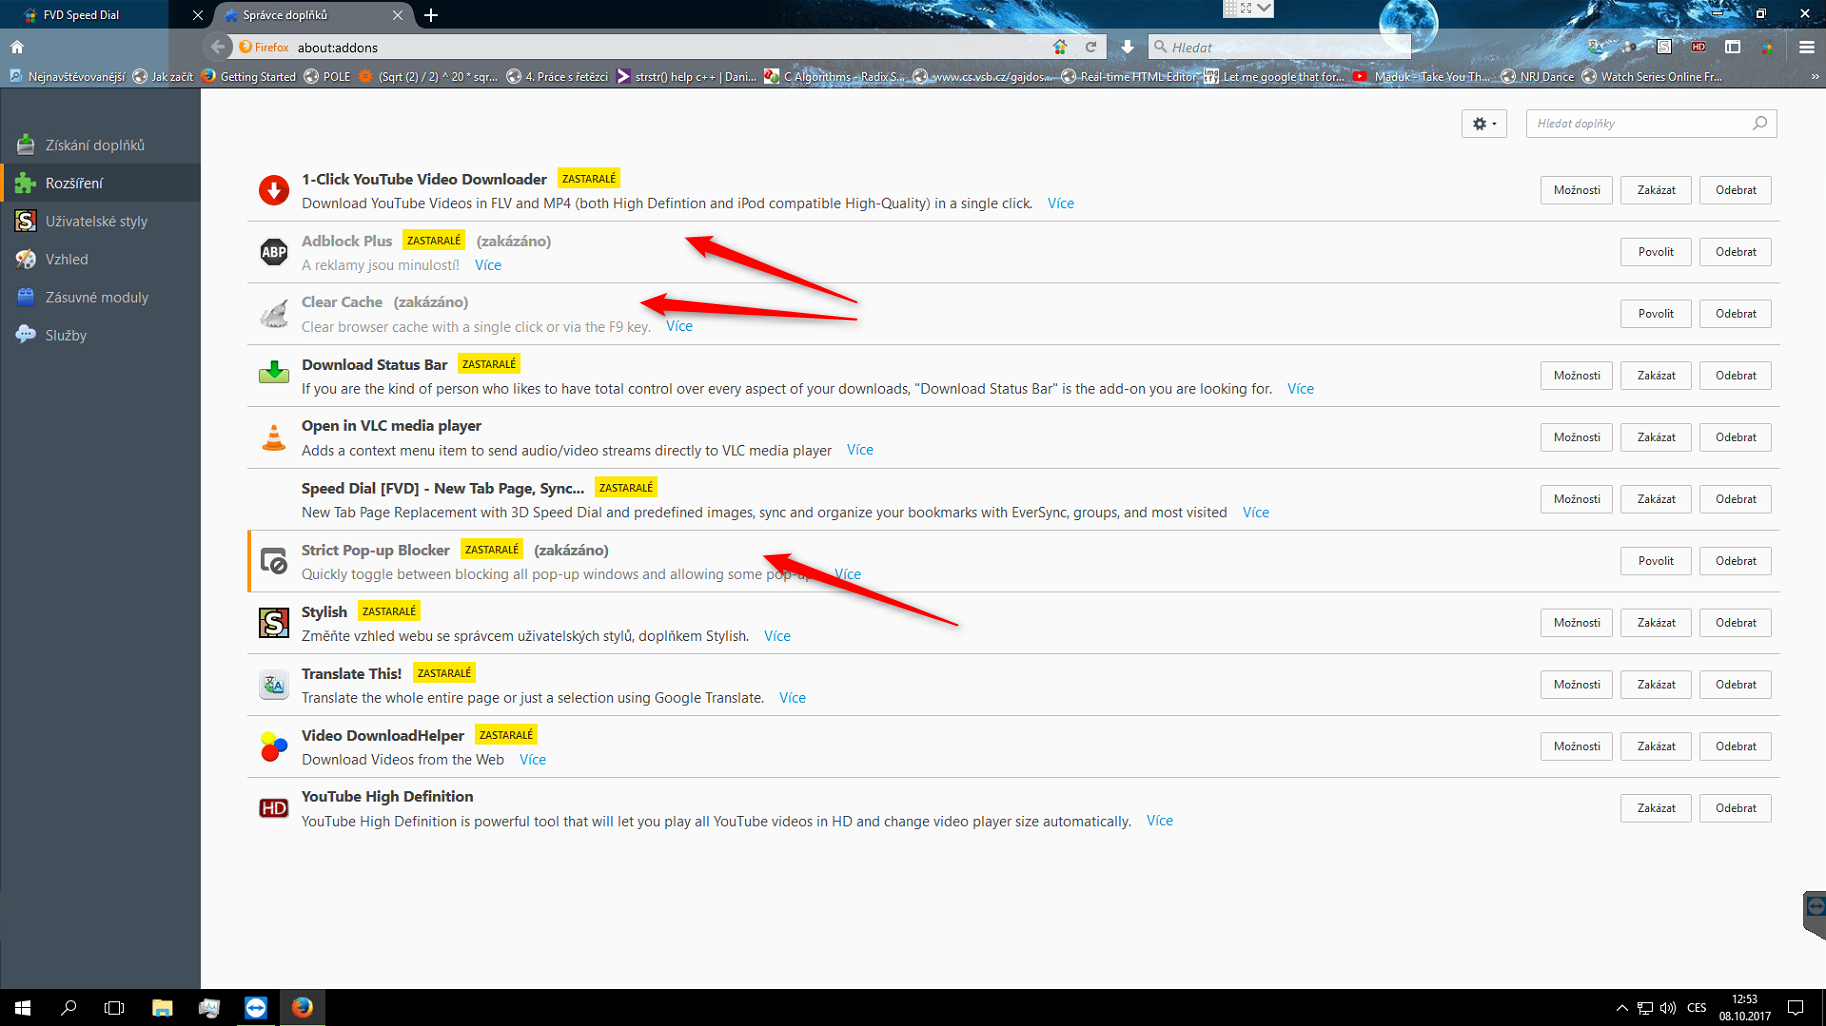 FVD Speed Dial
Správce doplňků
Firefox about:addons
Hledat
Nejnavštěvovanější Jak začít Getting Started POLE (Sqrt (2) / 2) ^ 20 * sqr... 4. Práce s řetězci strstr() help c++ | Dani... C Algorithms - Radix S... www.cs.vsb.cz/gajdos... Real-time HTML Editor Let me google that for... Maduk - Take You Th... NRJ Dance Watch Series Online Fr...
Získání doplňků
Rozšíření
Uživatelské styly
Vzhled
Zásuvné moduly
Služby
Hledat doplňky
1-Click YouTube Video Downloader ZASTARALÉ
Download YouTube Videos in FLV and MP4 (both High Defintion and iPod compatible High-Quality) in a single click. Více
Možnosti Zakázat Odebrat
ABP
Adblock Plus ZASTARALÉ (zakázáno)
A reklamy jsou minulostí! Více
Povolit Odebrat
Clear Cache (zakázáno)
Clear browser cache with a single click or via the F9 key. Více
Povolit Odebrat
Download Status Bar ZASTARALÉ
If you are the kind of person who likes to have total control over every aspect of your downloads, "Download Status Bar" is the add-on you are looking for. Více
Možnosti Zakázat Odebrat
Open in VLC media player
Adds a context menu item to send audio/video streams directly to VLC media player Více
Možnosti Zakázat Odebrat
Speed Dial [FVD] - New Tab Page, Sync... ZASTARALÉ
New Tab Page Replacement with 3D Speed Dial and predefined images, sync and organize your bookmarks with EverSync, groups, and most visited Více
Možnosti Zakázat Odebrat
Strict Pop-up Blocker ZASTARALÉ (zakázáno)
Quickly toggle between blocking all pop-up windows and allowing some Více
Povolit Odebrat
S
Stylish ZASTARALÉ
Změňte vzhled webu se správcem uživatelských stylů, doplňkem Stylish. Více
Možnosti Zakázat Odebrat
Translate This! ZASTARALÉ
Translate the whole entire page or just a selection using Google Translate. Více
Možnosti Zakázat Odebrat
Video DownloadHelper ZASTARALÉ
Download Videos from the Web Více
Možnosti Zakázat Odebrat
HD
YouTube High Definition
YouTube High Definition is powerful tool that will let you play all YouTube videos in HD and change video player size automatically. Více
Zakázat Odebrat
CES
12:53
08.10.2017